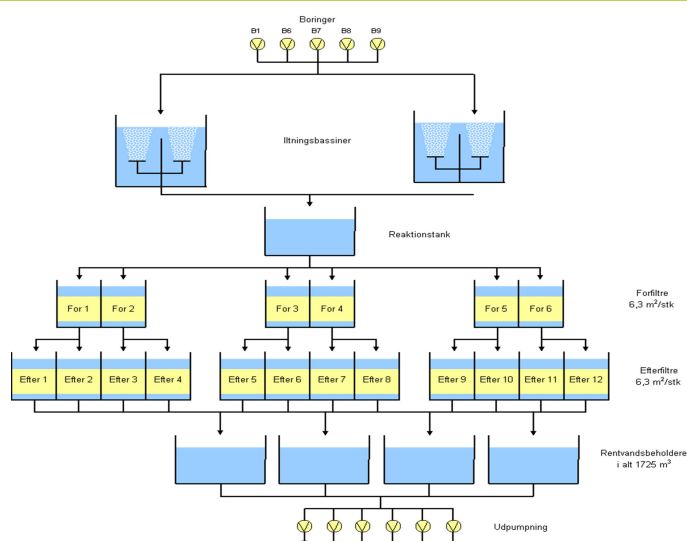 Boringer
B1 B6 B7 B8 B9
Iltningsbassiner
Reaktionstank
For 1 For 2 For 3 For 4 For 5 For 6
Forfiltre
6,3 m²/stk
Efter 1 Efter 2 Efter 3 Efter 4 Efter 5 Efter 6 Efter 7 Efter 8 Efter 9 Efter 10 Efter 11 Efter 12
Efterfiltre
6,3 m²/stk
Rentvandsbeholdere
i alt 1725 m³
Udpumpning